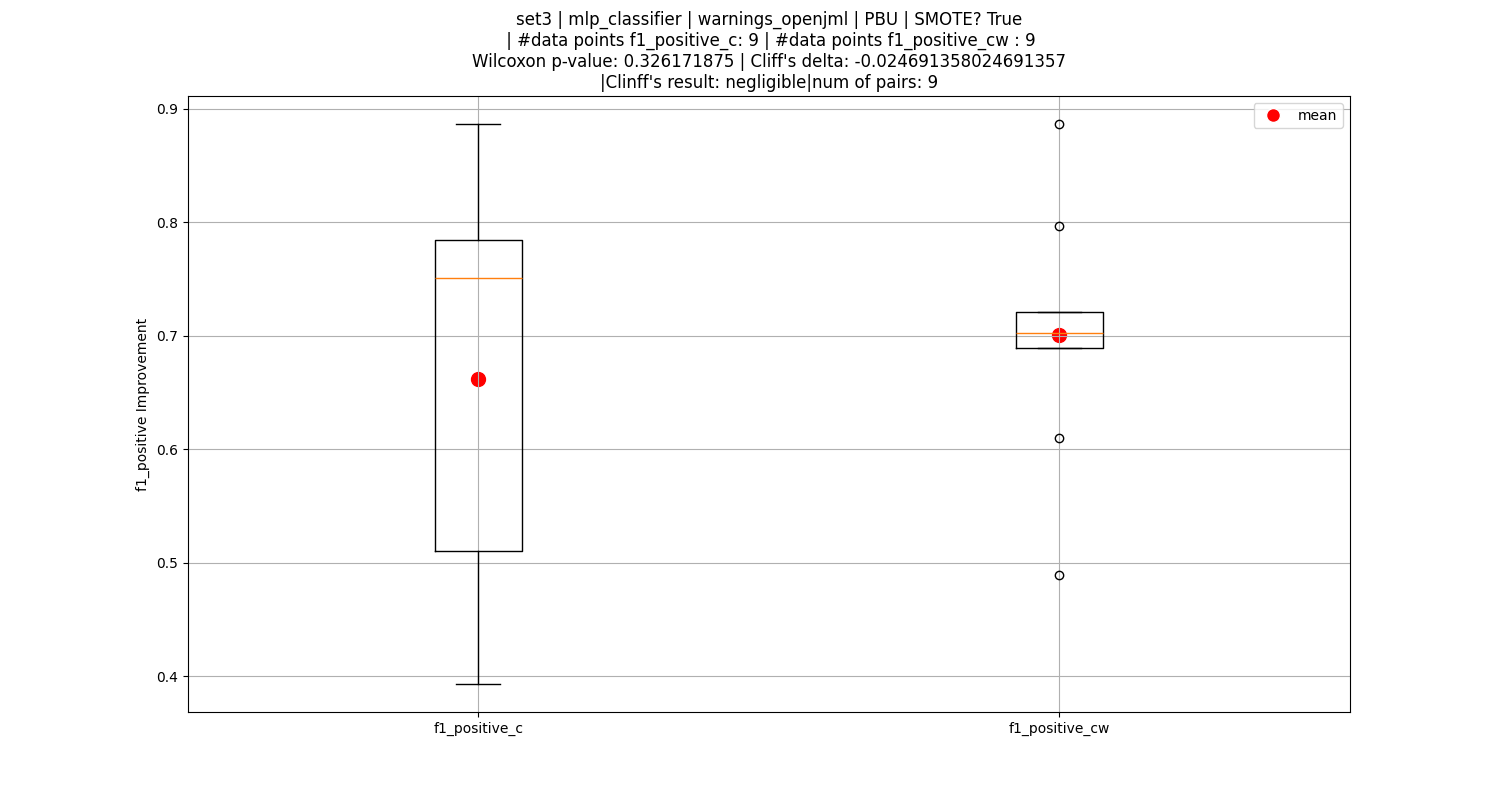 set3 | mlp_classifier | warnings_openjml | PBU | SMOTE? True
| #data points f1_positive_c: 9 | #data points f1_positive_cw : 9
Wilcoxon p-value: 0.326171875 | Cliff's delta: -0.024691358024691357
|Clinff's result: negligible|num of pairs: 9
mean
0.9
0.8
0.7
0.6
0.5
0.4
f1_positive Improvement
f1_positive_c
f1_positive_cw